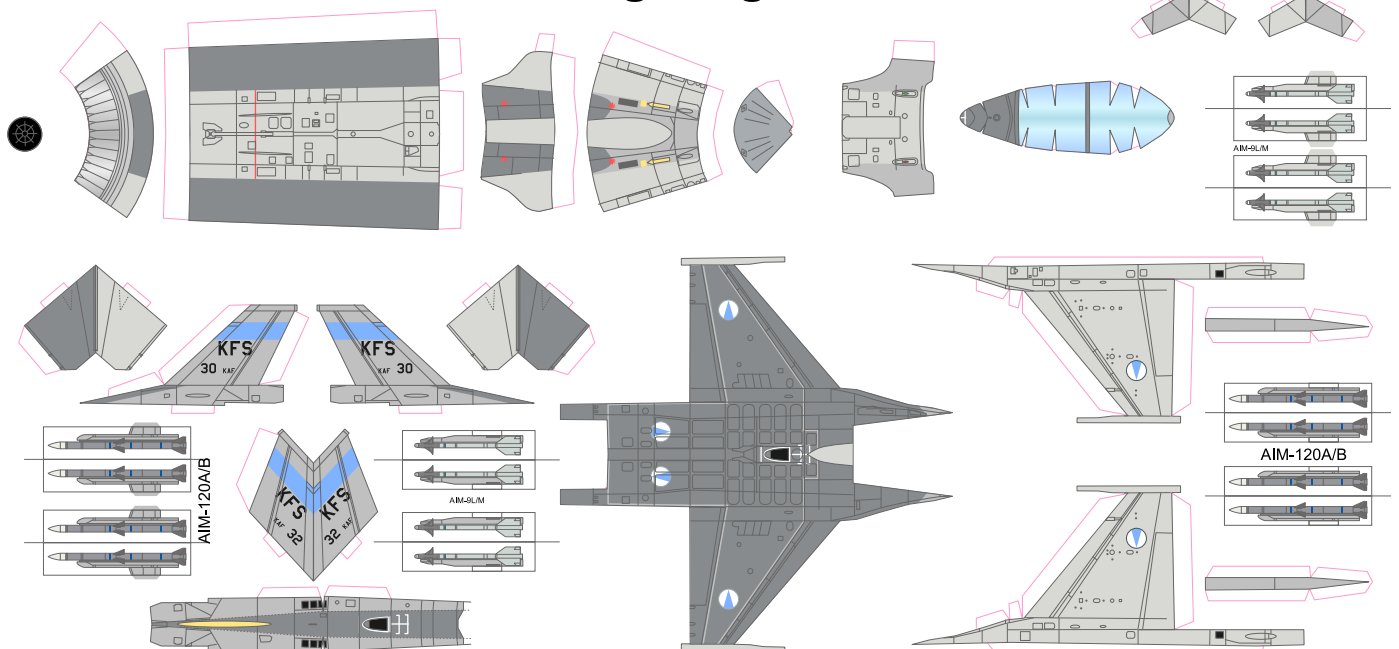 AIM-9L/M
KFS
30 KAF
KFS
KAF 30
AIM-120A/B
KFS
KAF 32
KFS
32 KAF
AIM-9L/M
AIM-120A/B